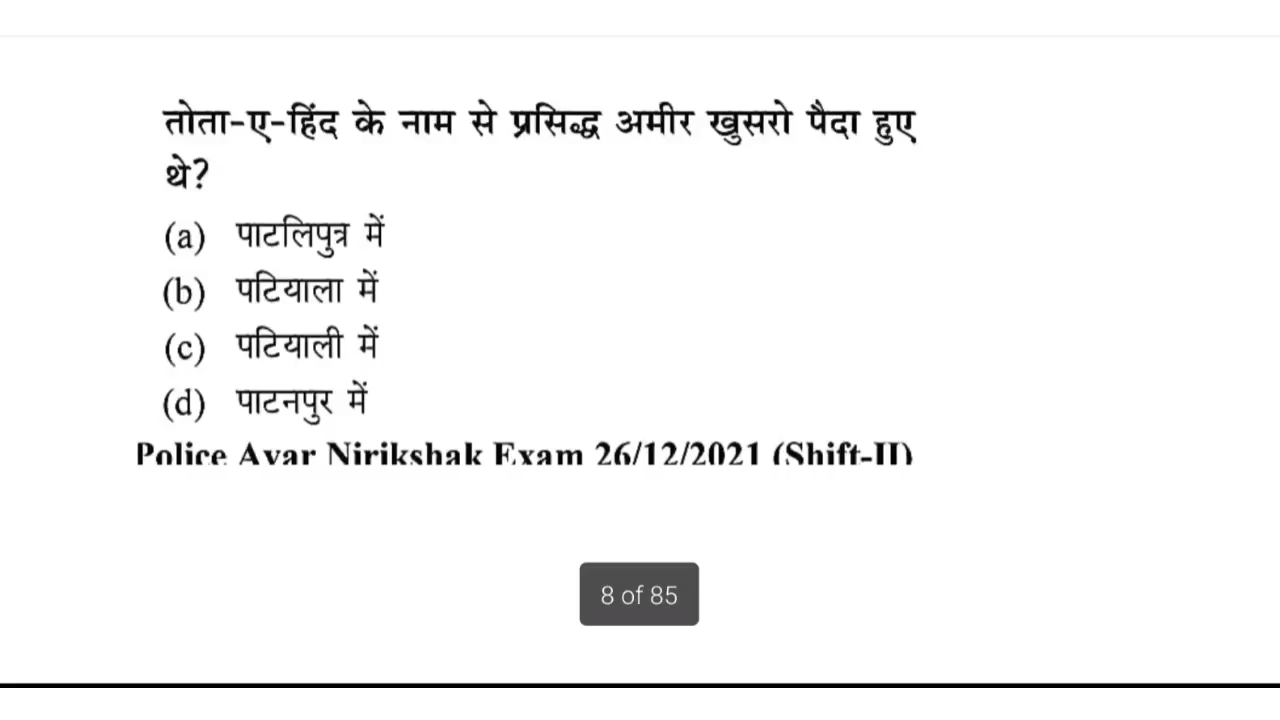 तोता-ए-हिंद के नाम से प्रसिद्ध अमीर खुसरो पैदा हुए
थे?
(a) पाटलिपुत्र में
(b) पटियाला में
(c) पटियाली में
(d) पाटनपुर में
Police Avar Nirikshak Exam 26/12/2021 (Shift-II)
8 of 85